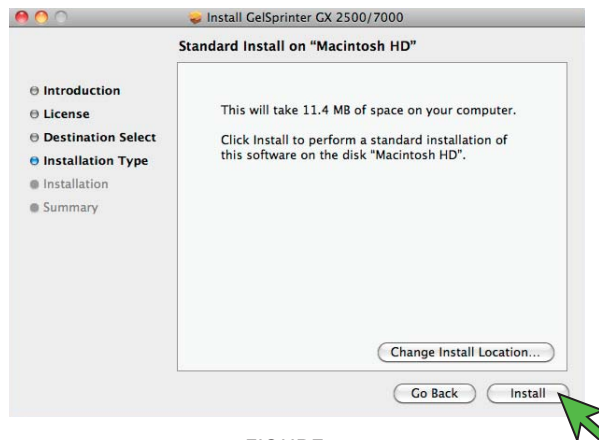 Install GelSprinter GX 2500/7000
Standard Install on "Macintosh HD"
Introduction
License
Destination Select
Installation Type
Installation
Summary
This will take 11.4 MB of space on your computer.
Click Install to perform a standard installation of
this software on the disk "Macintosh HD".
Change Install Location...
Go Back
Install